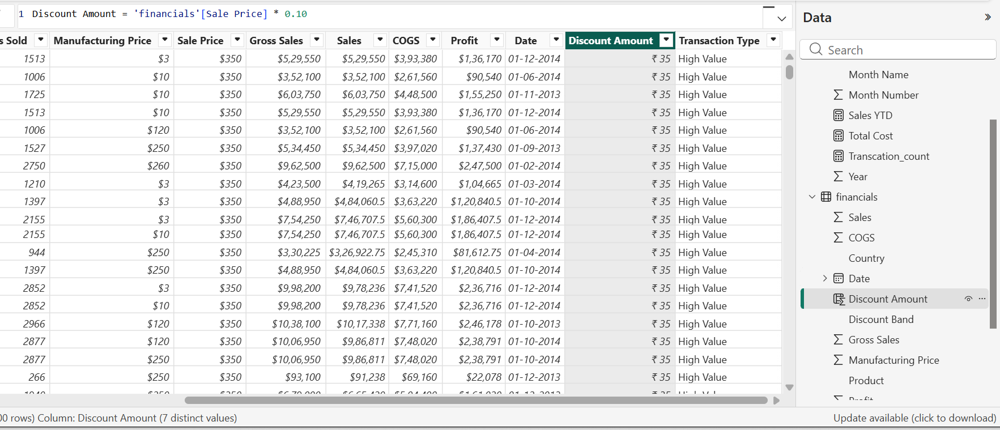 1 Discount Amount = 'financials'[Sale Price] * 0.10
s Sold Manufacturing Price Sale Price Gross Sales Sales COGS Profit Date Discount Amount Transaction Type
1513 $3 $350 $5,29,550 $5,29,550 $3,93,380 $1,36,170 01-12-2014 ₹ 35 High Value
1006 $10 $350 $3,52,100 $3,52,100 $2,61,560 $90,540 01-06-2014 ₹ 35 High Value
1725 $10 $350 $6,03,750 $6,03,750 $4,48,500 $1,55,250 01-11-2013 ₹ 35 High Value
1513 $10 $350 $5,29,550 $5,29,550 $3,93,380 $1,36,170 01-12-2014 ₹ 35 High Value
1006 $120 $350 $3,52,100 $3,52,100 $2,61,560 $90,540 01-06-2014 ₹ 35 High Value
1527 $250 $350 $5,34,450 $5,34,450 $3,97,020 $1,37,430 01-09-2013 ₹ 35 High Value
2750 $260 $350 $9,62,500 $9,62,500 $7,15,000 $2,47,500 01-02-2014 ₹ 35 High Value
1210 $3 $350 $4,23,500 $4,19,265 $3,14,600 $1,04,665 01-03-2014 ₹ 35 High Value
1397 $3 $350 $4,88,950 $4,84,060.5 $3,63,220 $1,20,840.5 01-10-2014 ₹ 35 High Value
2155 $3 $350 $7,54,250 $7,46,707.5 $5,60,300 $1,86,407.5 01-12-2014 ₹ 35 High Value
2155 $10 $350 $7,54,250 $7,46,707.5 $5,60,300 $1,86,407.5 01-12-2014 ₹ 35 High Value
944 $250 $350 $3,30,225 $3,26,922.75 $2,45,310 $81,612.75 01-04-2014 ₹ 35 High Value
1397 $250 $350 $4,88,950 $4,84,060.5 $3,63,220 $1,20,840.5 01-10-2014 ₹ 35 High Value
2852 $3 $350 $9,98,200 $9,78,236 $7,41,520 $2,36,716 01-12-2014 ₹ 35 High Value
2852 $10 $350 $9,98,200 $9,78,236 $7,41,520 $2,36,716 01-12-2014 ₹ 35 High Value
2966 $120 $350 $10,38,100 $10,17,338 $7,71,160 $2,46,178 01-10-2013 ₹ 35 High Value
2877 $120 $350 $10,06,950 $9,86,811 $7,48,020 $2,38,791 01-10-2014 ₹ 35 High Value
2877 $250 $350 $10,06,950 $9,86,811 $7,48,020 $2,38,791 01-10-2014 ₹ 35 High Value
266 $250 $350 $93,100 $91,238 $69,160 $22,078 01-12-2013 ₹ 35 High Value
00 rows) Column: Discount Amount (7 distinct values)
Data
Search
Month Name
Month Number
Sales YTD
Total Cost
Transcation_count
Year
financials
Sales
COGS
Country
Date
Discount Amount
Discount Band
Gross Sales
Manufacturing Price
Product
Profit
Update available (click to download)